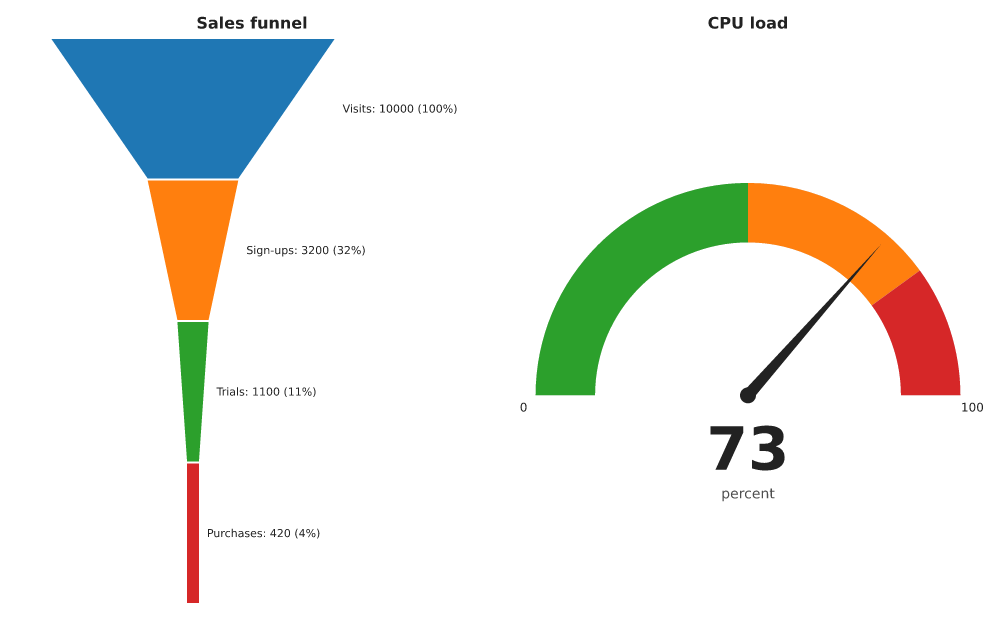 Sales funnel
Visits: 10000 (100%)
Sign-ups: 3200 (32%)
Trials: 1100 (11%)
Purchases: 420 (4%)
CPU load
0
100
73
percent